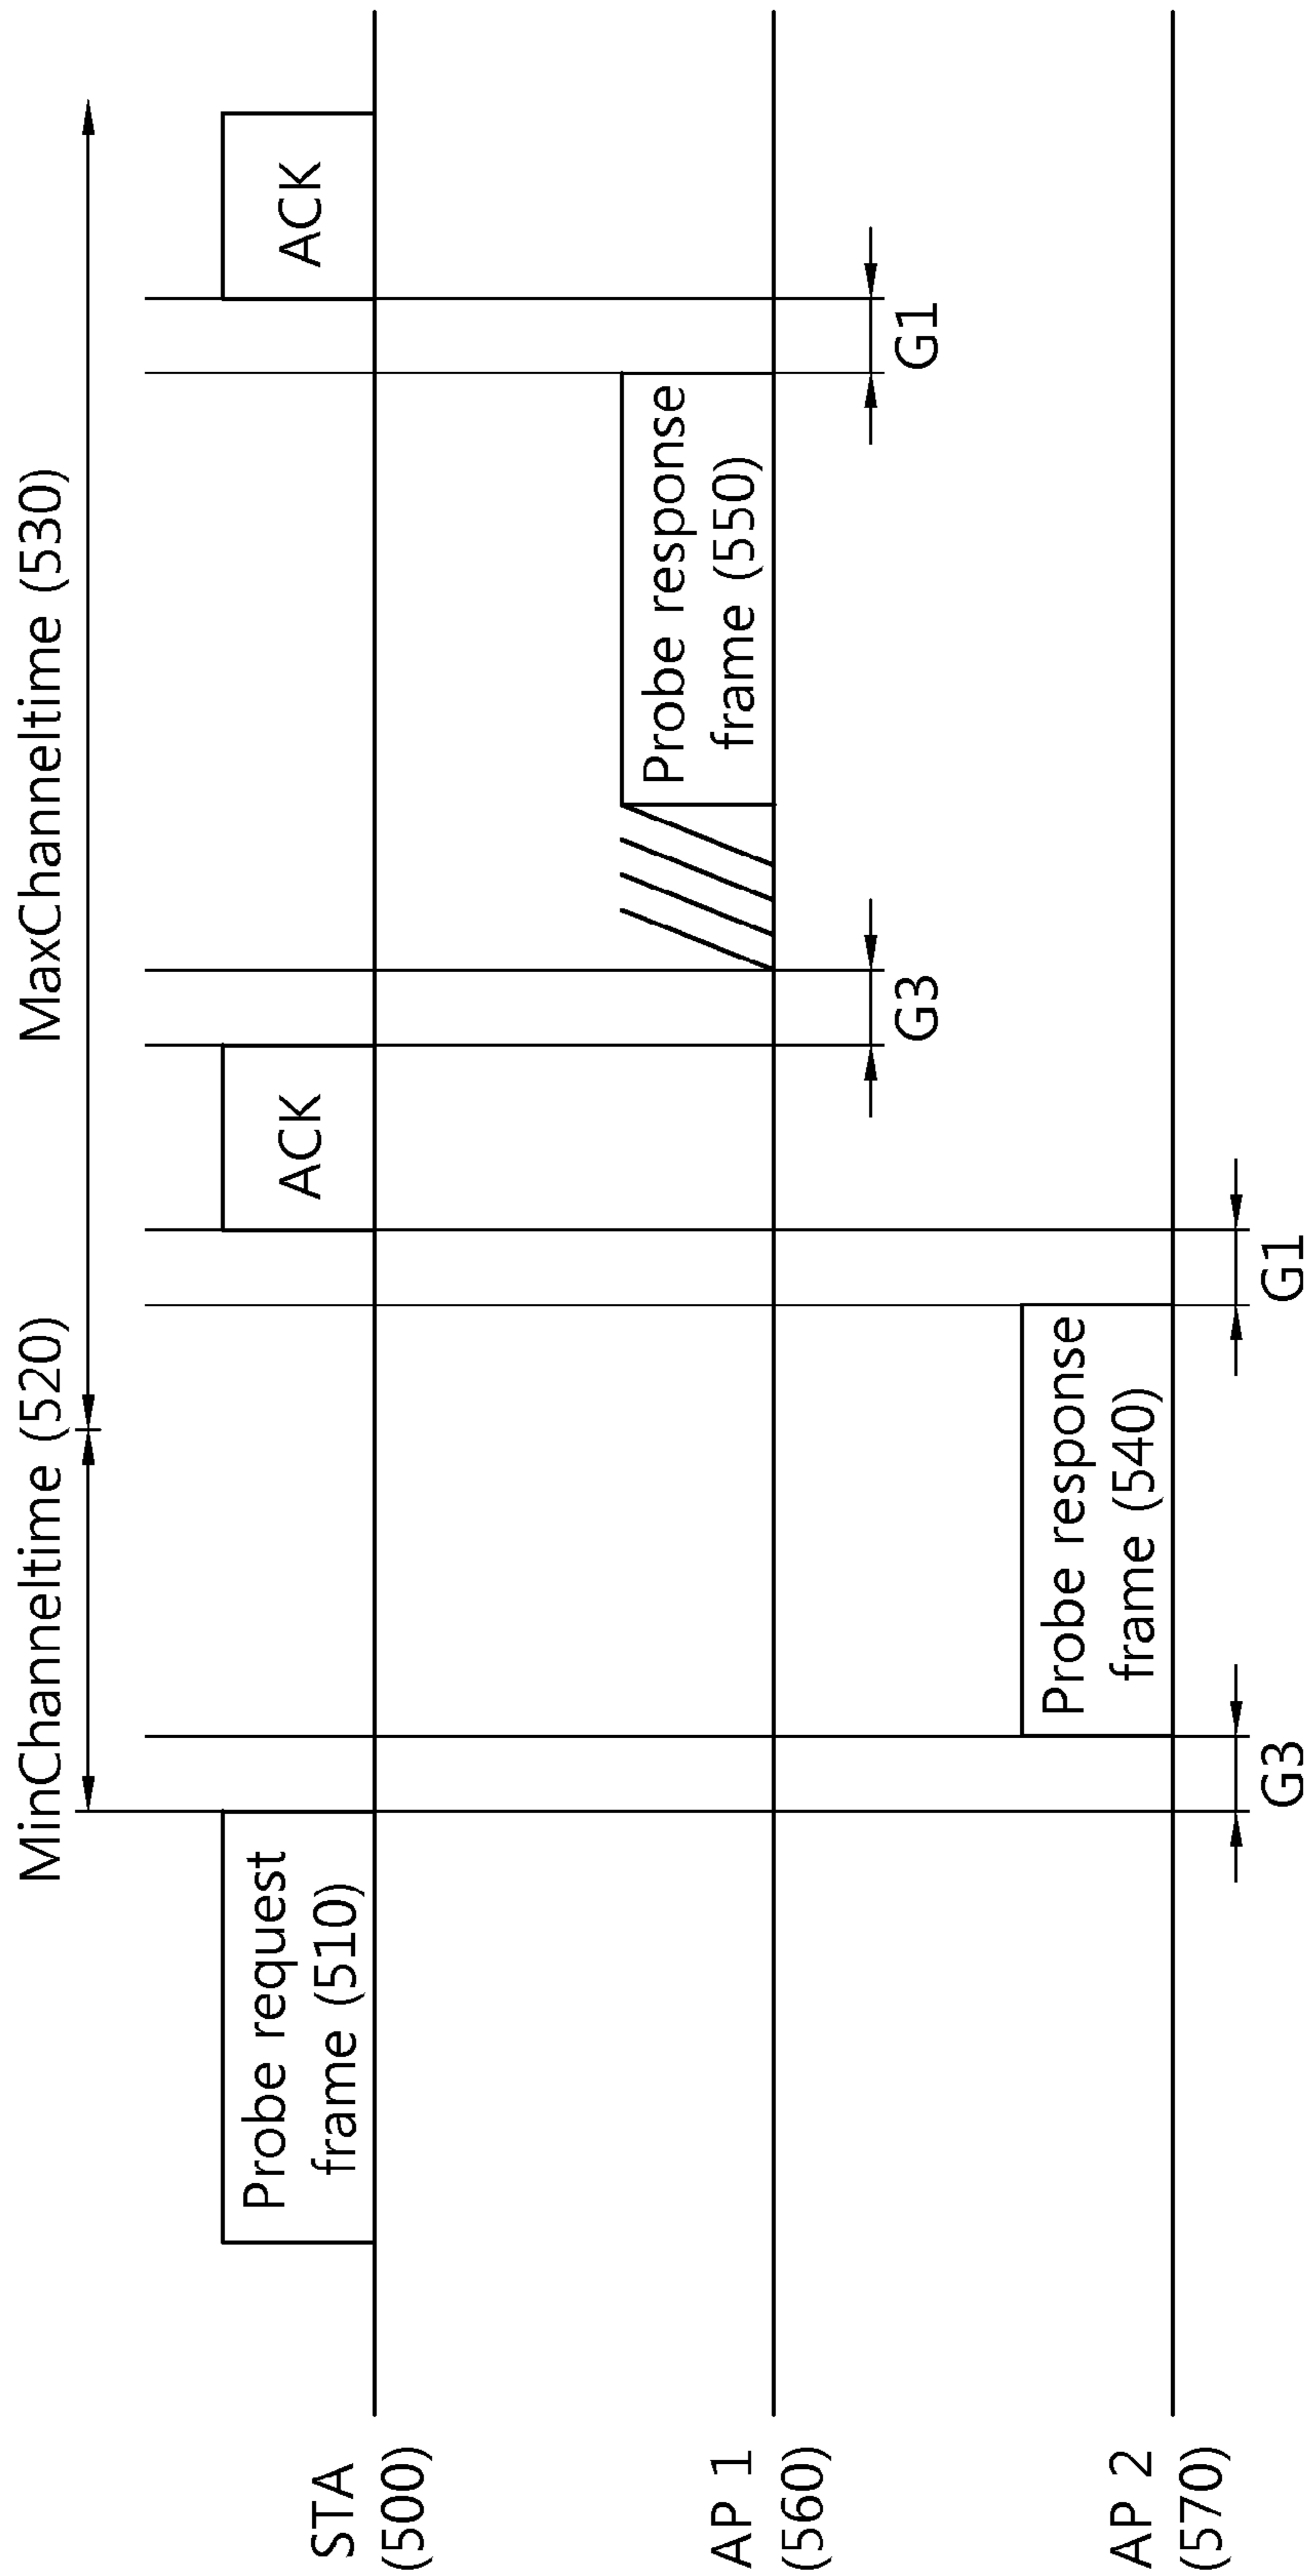 MinChanneltime (520)
MaxChanneltime (530)
STA
(500)
Probe request
frame (510)
ACK
ACK
AP 1
(560)
Probe response
frame (550)
G3
G1
AP 2
(570)
Probe response
frame (540)
G3
G1